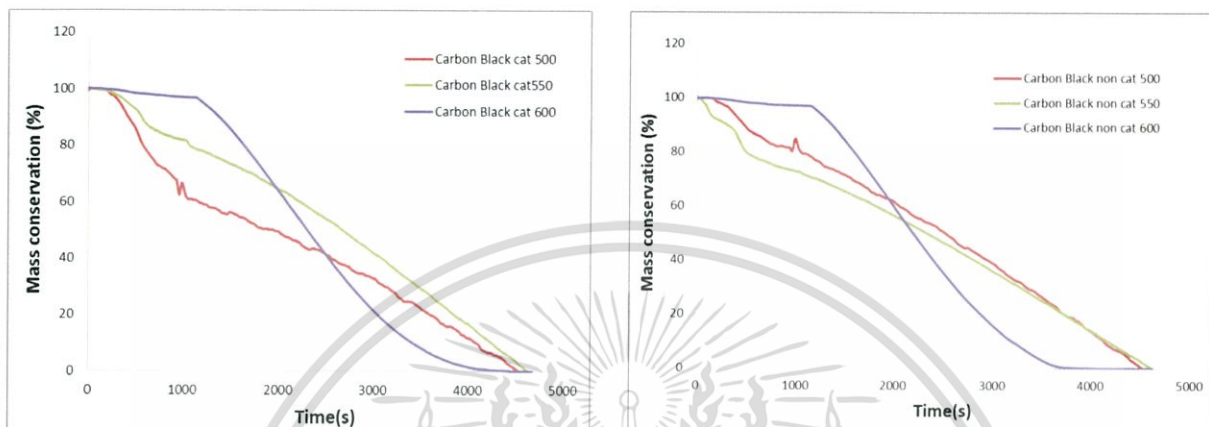 120
100
80
60
40
20
0
0 1000 2000 3000 4000 5000
Mass conservation (%)
Time(s)
Carbon Black cat 500
Carbon Black cat550
Carbon Black cat 600
120
100
80
60
40
20
0
0 1000 2000 3000 4000 5000
Mass conservation (%)
Time(s)
Carbon Black non cat 500
Carbon Black non cat 550
Carbon Black non cat 600